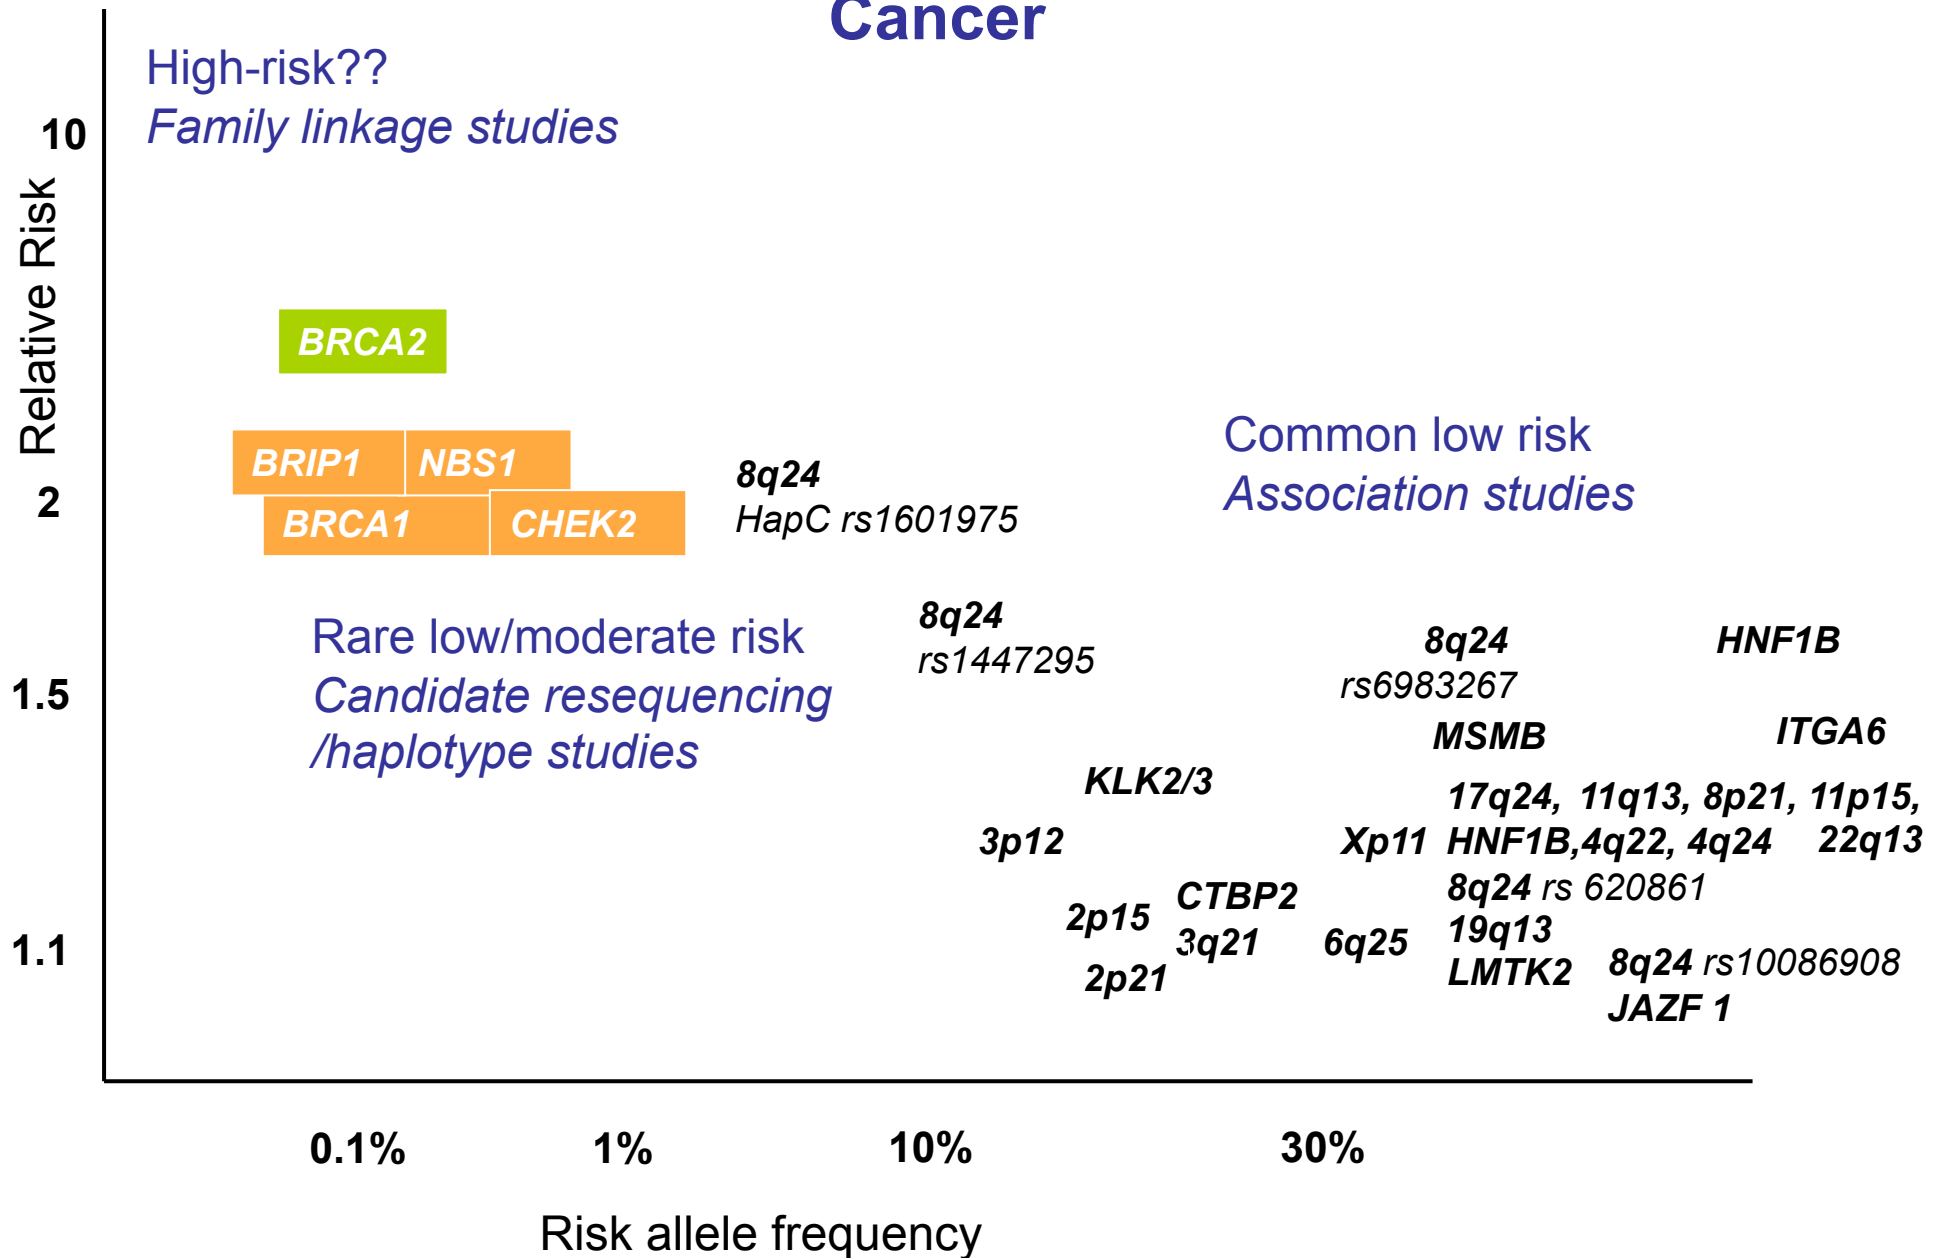 Cancer
High-risk??
Family linkage studies
10
Relative Risk
BRCA2
Common low risk
Association studies
BRIP1 NBS1
8q24
HapC rs1601975
2
BRCA1 CHEK2
8q24
rs1447295
Rare low/moderate risk
Candidate resequencing
/haplotype studies
8q24
rs6983267
HNF1B
1.5
MSMB
ITGA6
KLK2/3
17q24, 11q13, 8p21, 11p15,
3p12
Xp11
HNF1B,4q22, 4q24 22q13
8q24 rs 620861
CTBP2
2p15
3q21
6q25
19q13
1.1
LMTK2
8q24 rs10086908
2p21
JAZF 1
0.1% 1% 10% 30%
Risk allele frequency